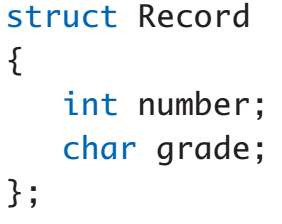 struct Record
{
   int number;
   char grade;
};